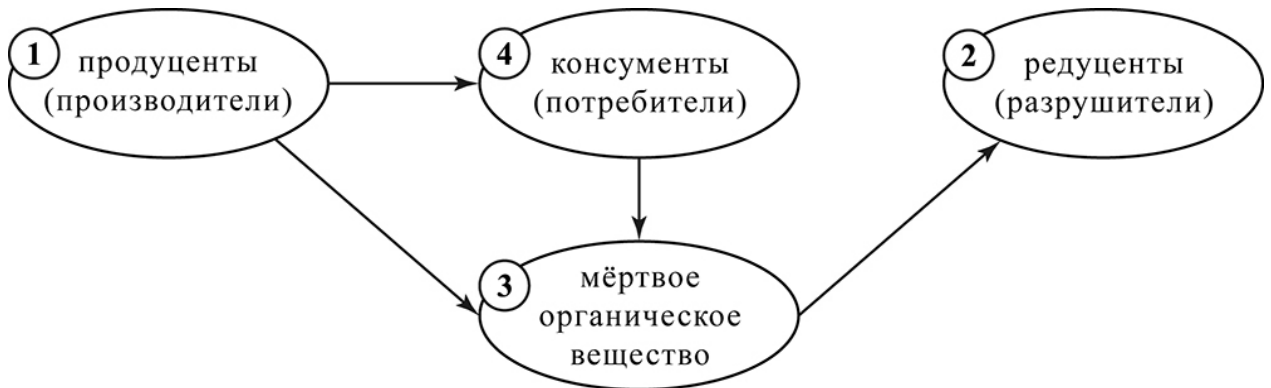 1
продуценты
(производители)
4
консументы
(потребители)
2
редуценты
(разрушители)
3
мёртвое
органическое
вещество